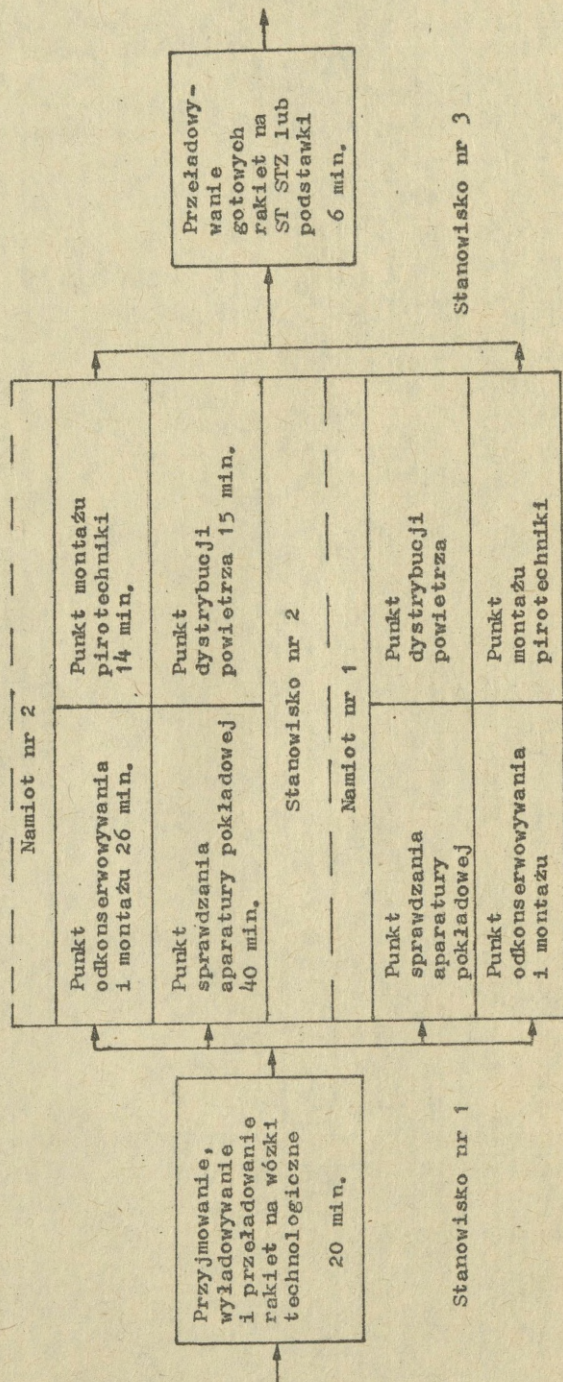 Przyjmowanie,
wyładowywanie
i przeładowanie
rakiet na wózki
technologiczne
20 min.
Stanowisko nr 1
Namiot nr 2
Punkt
odkonserwowywania
i montażu 26 min.
Punkt montażu
pirotechniki
14 min.
Punkt
sprawdzania
aparatury pokładowej
40 min.
Punkt
dystrybucji
powietrza 15 min.
Stanowisko nr 2
Namiot nr 1
Punkt
sprawdzania
aparatury
pokładowej
Punkt
dystrybucji
powietrza
Punkt
odkonserwowywania
i montażu
Punkt
montażu
pirotechniki
Przeładowy-
wanie
gotowych
rakiet na
ST STZ lub
podstawki
6 min.
Stanowisko nr 3